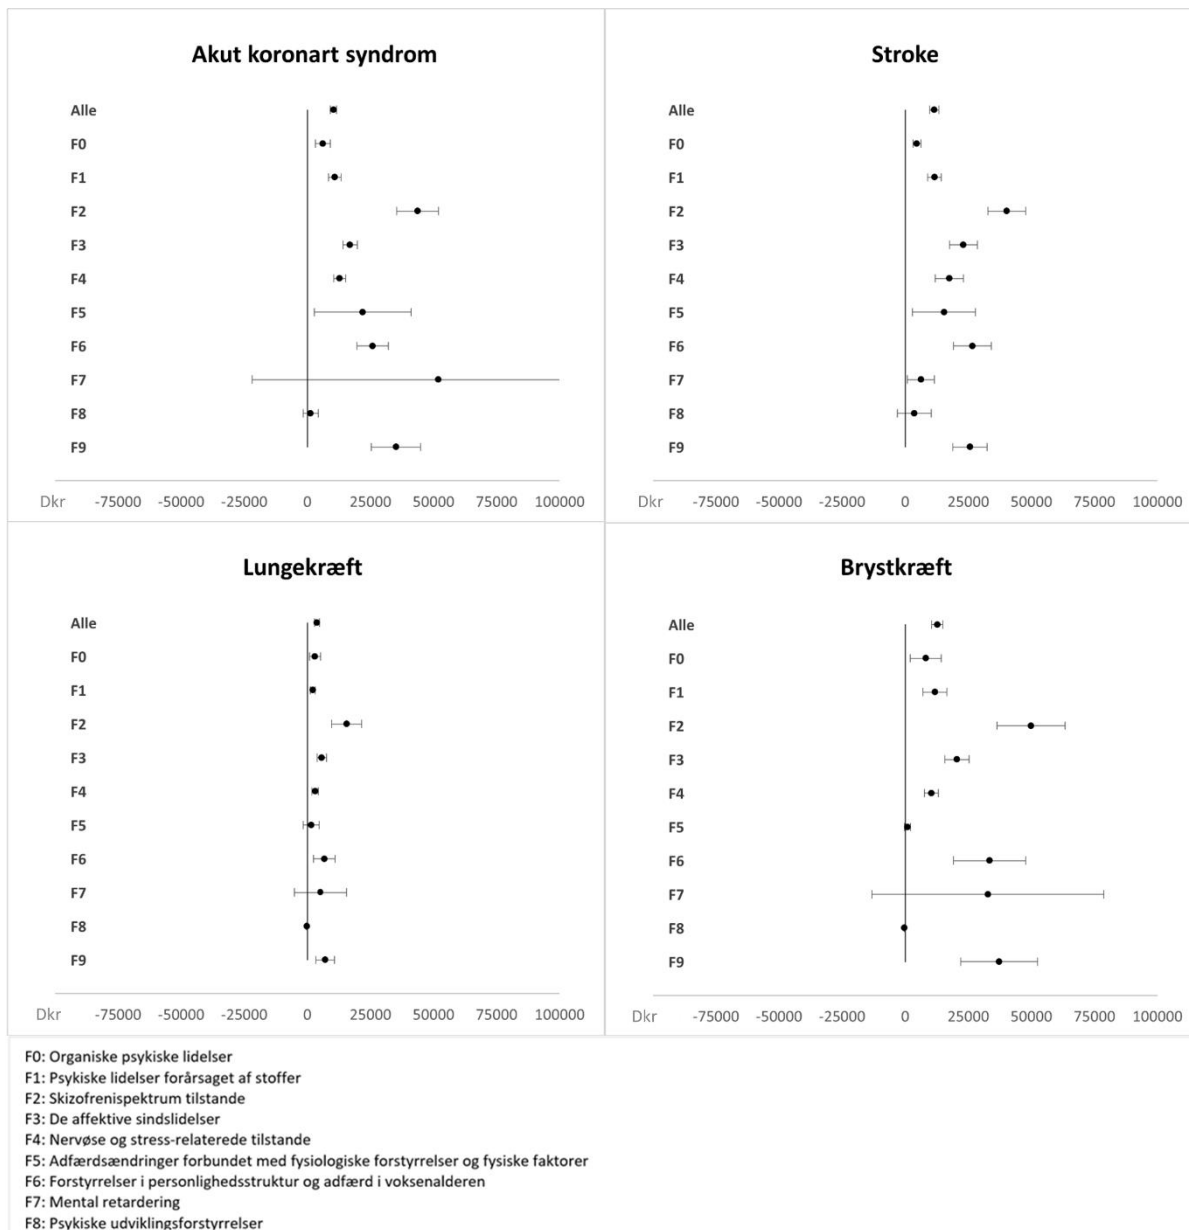 Akut koronart syndrom
Alle
F0
F1
F2
F3
F4
F5
F6
F7
F8
F9
Dkr -75000 -50000 -25000 0 25000 50000 75000 100000
Stroke
Alle
F0
F1
F2
F3
F4
F5
F6
F7
F8
F9
Dkr -75000 -50000 -25000 0 25000 50000 75000 100000
Lungekræft
Alle
F0
F1
F2
F3
F4
F5
F6
F7
F8
F9
Dkr -75000 -50000 -25000 0 25000 50000 75000 100000
Brystkræft
Alle
F0
F1
F2
F3
F4
F5
F6
F7
F8
F9
Dkr -75000 -50000 -25000 0 25000 50000 75000 100000
F0: Organiske psykiske lidelser
F1: Psykiske lidelser forårsaget af stoffer
F2: Skizofrenispektrum tilstande
F3: De affektive sindslidelser
F4: Nervøse og stress-relaterede tilstande
F5: Adfærdsændringer forbundet med fysiologiske forstyrrelser og fysiske faktorer
F6: Forstyrrelser i personlighedsstruktur og adfærd i voksenalderen
F7: Mental retardering
F8: Psykiske udviklingsforstyrrelser